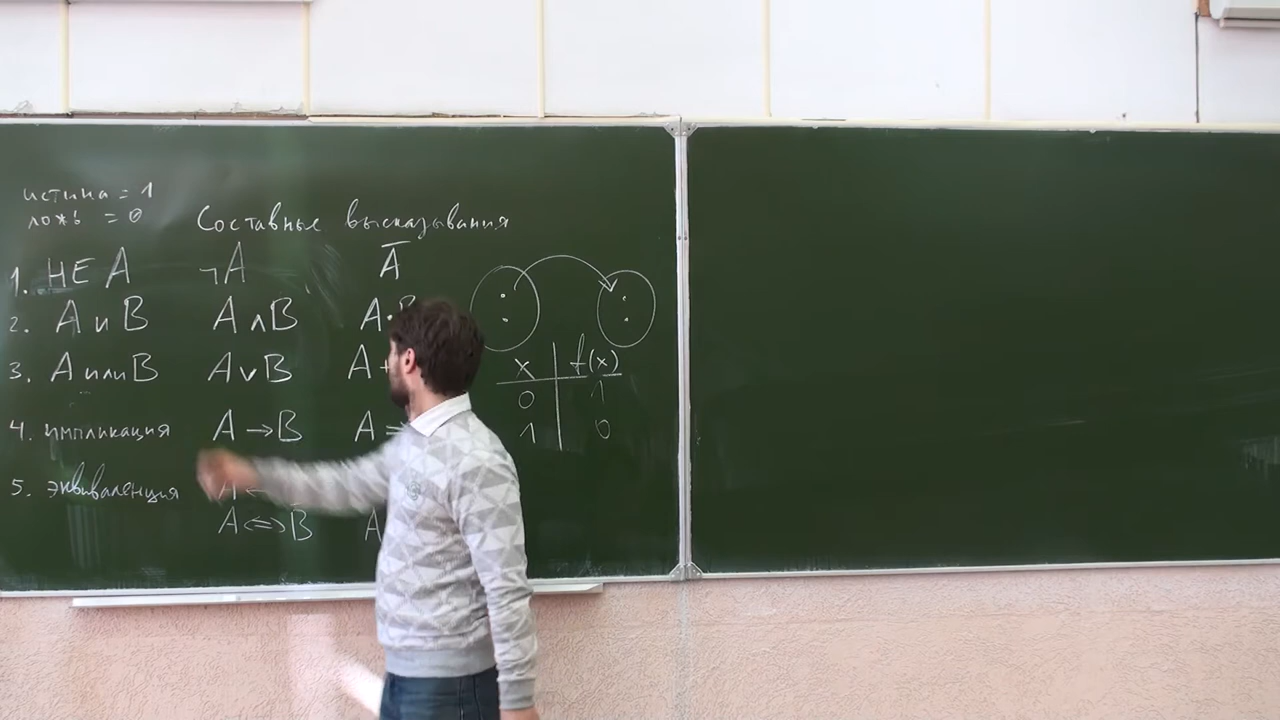 истина = 1
ложь = 0
Составные высказывания
1. НЕ A ¬A A̅
2. A и B A∧B A·B
3. A или B A∨B A+
4. импликация A→B A⇒
5. эквиваленция A
A⇔B A
x f(x)
0 1
1 0